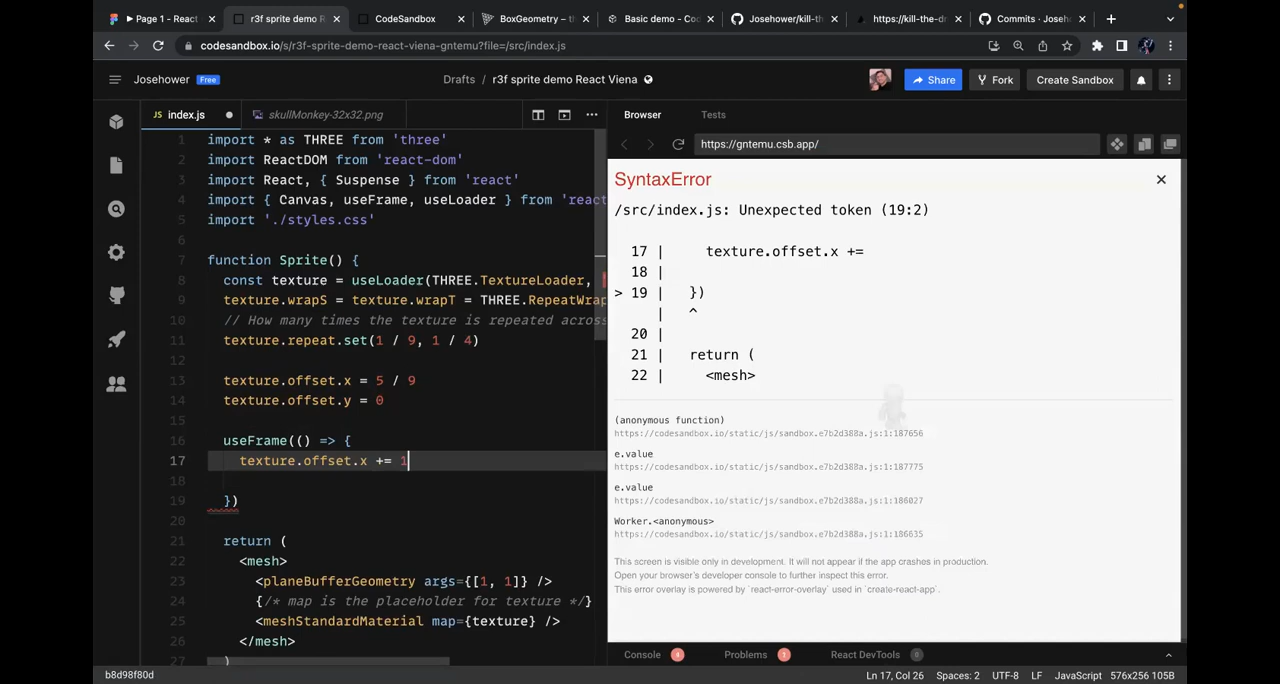 Page 1 - React
r3f sprite demo R
CodeSandbox
BoxGeometry – th
Basic demo - Cod
Josehower/kill-th
https://kill-the-dr
Commits · Joseh
codesandbox.io/s/r3f-sprite-demo-react-viena-gntemu?file=/src/index.js
Josehower Free
Drafts / r3f sprite demo React Viena
Share
Fork
Create Sandbox
JS index.js
skullMonkey-32x32.png
Browser
Tests
https://gntemu.csb.app/
1 import * as THREE from 'three'
2 import ReactDOM from 'react-dom'
3 import React, { Suspense } from 'react'
4 import { Canvas, useFrame, useLoader } from 'reac
5 import './styles.css'
6
7 function Sprite() {
8 const texture = useLoader(THREE.TextureLoader,
9 texture.wrapS = texture.wrapT = THREE.RepeatWrap
10 // How many times the texture is repeated across
11 texture.repeat.set(1 / 9, 1 / 4)
12
13 texture.offset.x = 5 / 9
14 texture.offset.y = 0
15
16 useFrame(() => {
17 texture.offset.x += 1
18
19 })
20
21 return (
22 <mesh>
23 <planeBufferGeometry args={[1, 1]} />
24 {/* map is the placeholder for texture */}
25 <meshStandardMaterial map={texture} />
26 </mesh>
27 )
SyntaxError
/src/index.js: Unexpected token (19:2)
17 | texture.offset.x +=
18 |
> 19 | })
| ^
20 |
21 | return (
22 | <mesh>
(anonymous function)
https://codesandbox.io/static/js/sandbox.e7b2d388a.js:1:187656
e.value
https://codesandbox.io/static/js/sandbox.e7b2d388a.js:1:187775
e.value
https://codesandbox.io/static/js/sandbox.e7b2d388a.js:1:186027
Worker.<anonymous>
https://codesandbox.io/static/js/sandbox.e7b2d388a.js:1:186635
This screen is visible only in development. It will not appear if the app crashes in production.
Open your browser's developer console to further inspect this error.
This error overlay is powered by `react-error-overlay` used in `create-react-app`.
Console 4
Problems 1
React DevTools 0
b8d98f80d
Ln 17, Col 26 Spaces: 2 UTF-8 LF JavaScript 576x256 105B